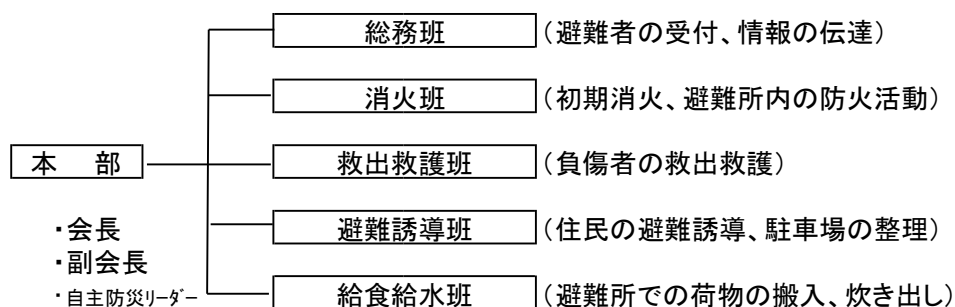 総務班 (避難者の受付、情報の伝達)
消火班 (初期消火、避難所内の防火活動)
本　部 救出救護班 (負傷者の救出救護)
・会長 避難誘導班 (住民の避難誘導、駐車場の整理)
・副会長
・自主防災ﾘｰﾀﾞｰ 給食給水班 (避難所での荷物の搬入、炊き出し)